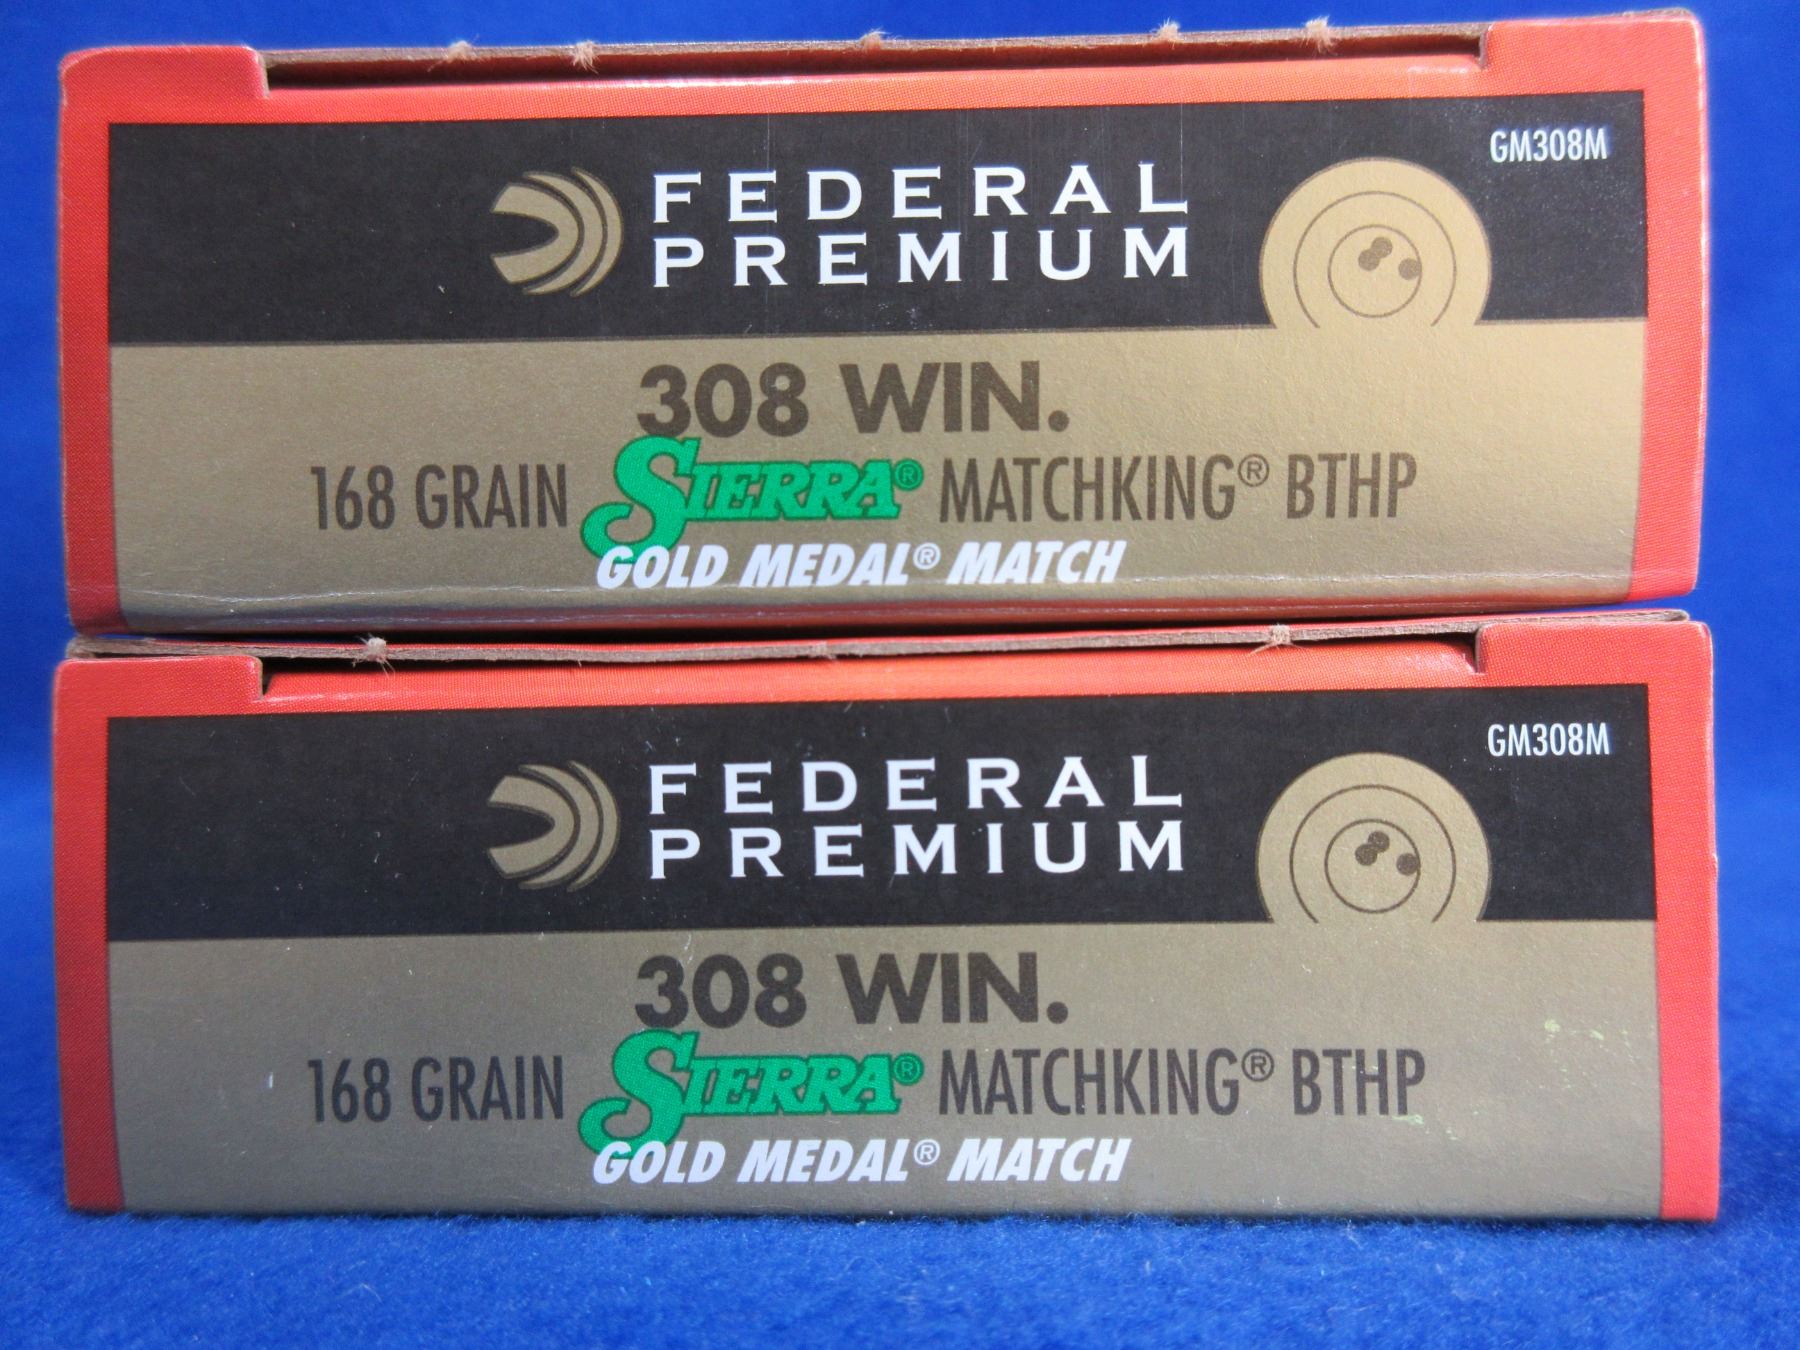 GM308M
FEDERAL
PREMIUM
308 WIN.
168 GRAIN SIERRA® MATCHKING® BTHP
GOLD MEDAL® MATCH
GM308M
FEDERAL
PREMIUM
308 WIN.
168 GRAIN SIERRA® MATCHKING® BTHP
GOLD MEDAL® MATCH